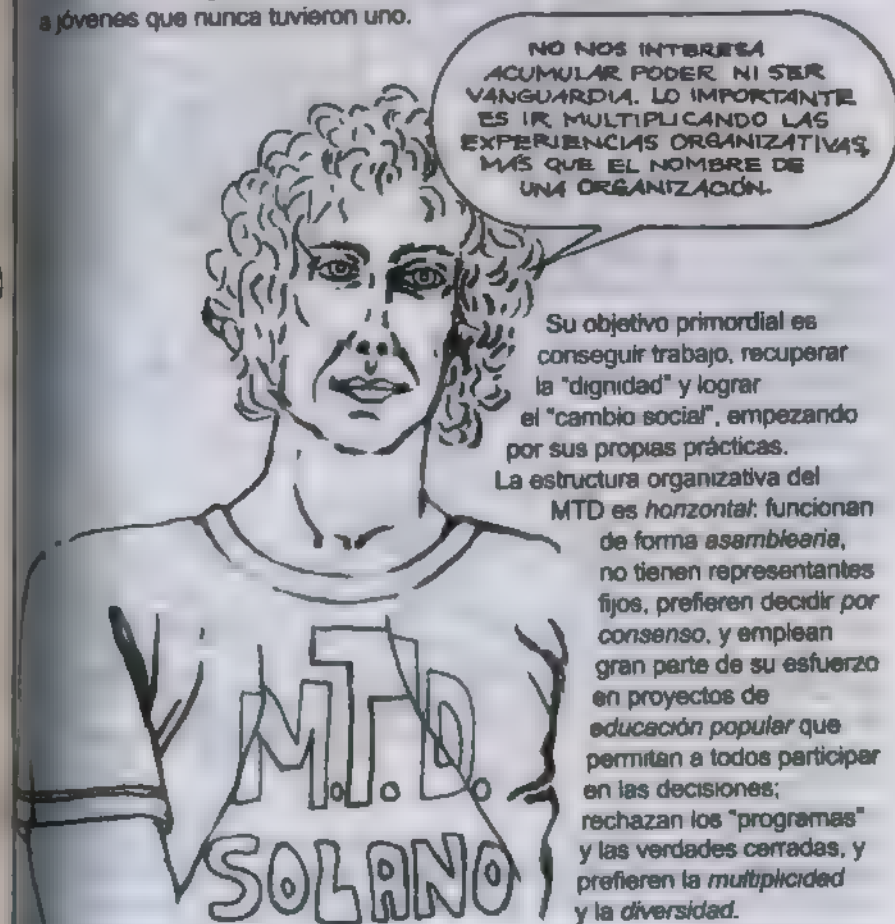 a jóvenes que nunca tuvieron uno.
NO NOS INTERESA
ACUMULAR PODER NI SER
VANGUARDIA. LO IMPORTANTE
ES IR MULTIPLICANDO LAS
EXPERIENCIAS ORGANIZATIVAS,
MÁS QUE EL NOMBRE DE
UNA ORGANIZACIÓN.
Su objetivo primordial es
conseguir trabajo, recuperar
la "dignidad" y lograr
el "cambio social", empezando
por sus propias prácticas.
La estructura organizativa del
MTD es horizontal: funcionan
de forma asamblearia,
no tienen representantes
fijos, prefieren decidir por
consenso, y emplean
gran parte de su esfuerzo
en proyectos de
educación popular que
permitan a todos participar
en las decisiones;
rechazan los "programas"
y las verdades cerradas, y
prefieren la multiplicidad
y la diversidad.
M.T.D.
SOLANO